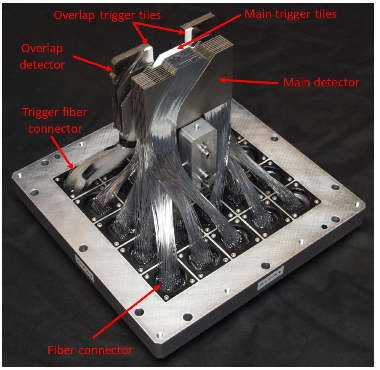 Overlap trigger tiles
Main trigger tiles
Overlap
detector
Main detector
Trigger fiber
connector
Fiber connector